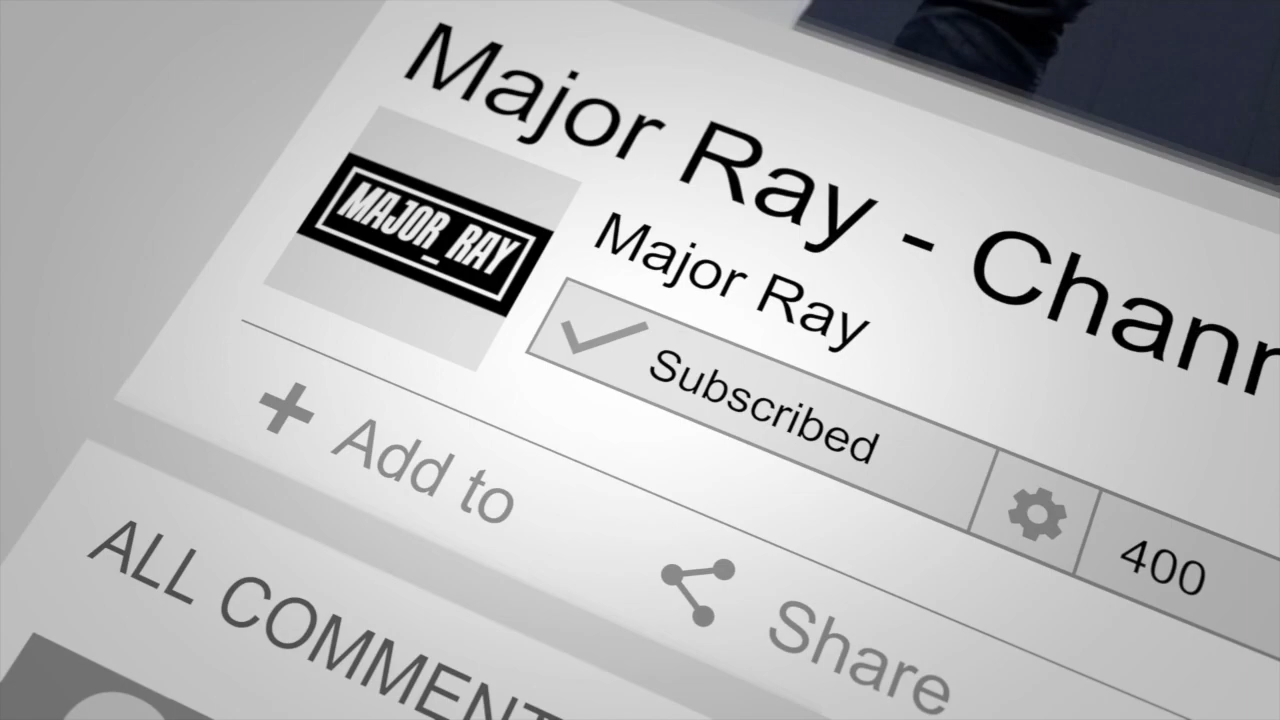 Major Ray - Chann
MAJOR_RAY
Major Ray
Subscribed
400
Add to
Share
ALL COMMENT